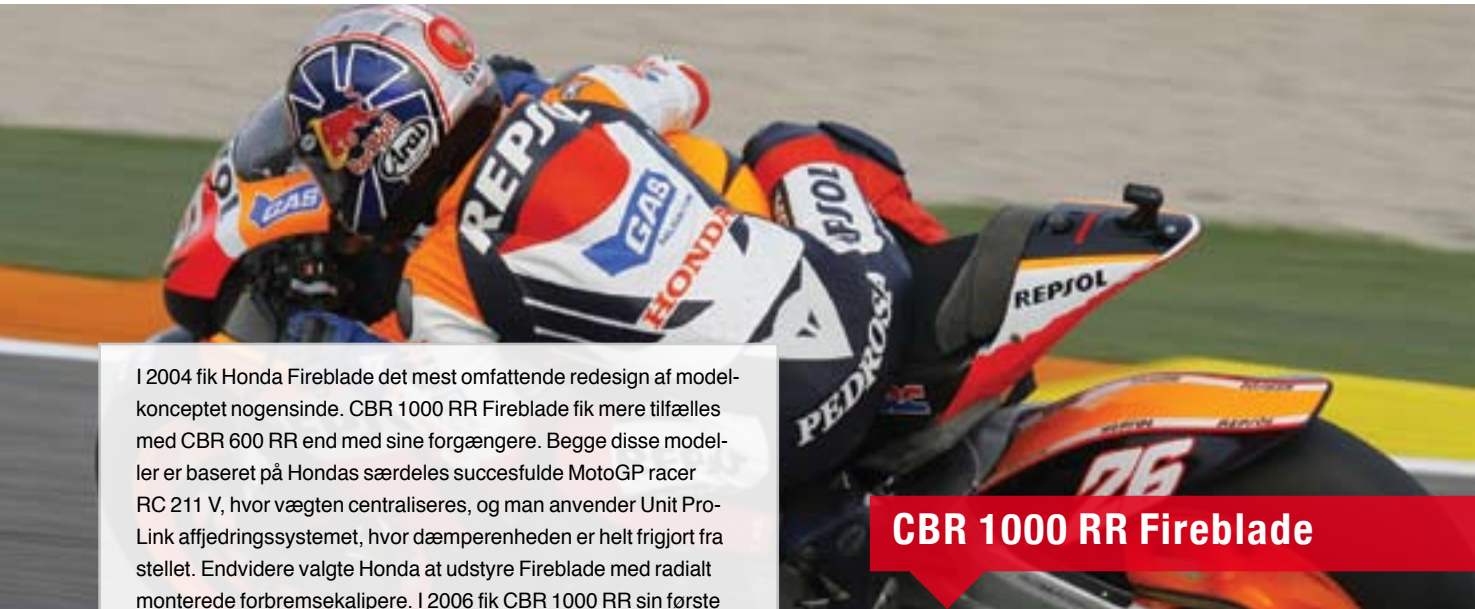 Red Bull
Arai
GAS
REPSOL
GAS
HONDA
PEDROSA
REPSOL
26
I 2004 fik Honda Fireblade det mest omfattende redesign af model-
konceptet nogensinde. CBR 1000 RR Fireblade fik mere tilfælles
med CBR 600 RR end med sine forgængere. Begge disse model-
ler er baseret på Hondas særdeles succesfulde MotoGP racer
RC 211 V, hvor vægten centraliseres, og man anvender Unit Pro-
Link affjedringssystemet, hvor dæmperenheden er helt frigjort fra
stellet. Endvidere valgte Honda at udstyre Fireblade med radialt
monterede forbremsekalipere. I 2006 fik CBR 1000 RR sin første
CBR 1000 RR Fireblade